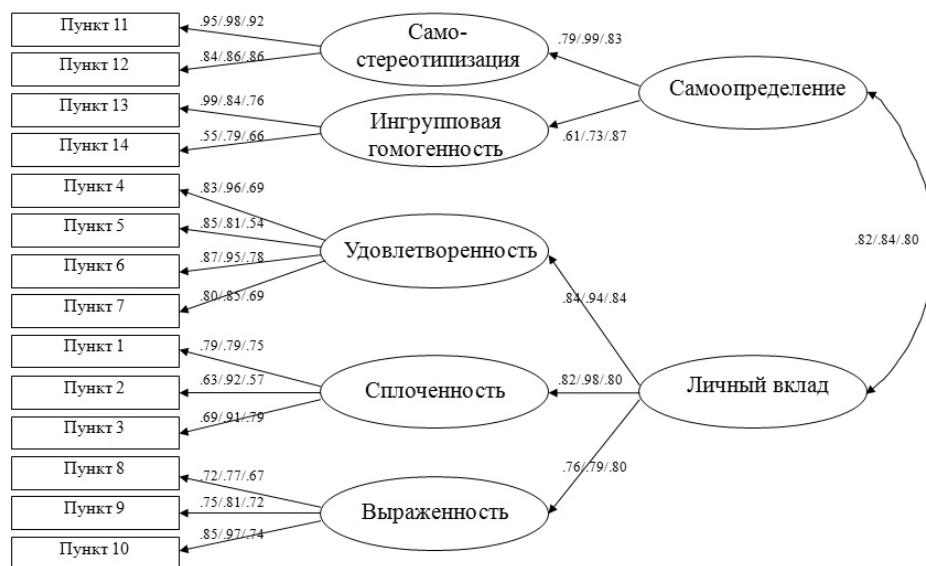 Пункт 11
Пункт 12
Пункт 13
Пункт 14
Пункт 4
Пункт 5
Пункт 6
Пункт 7
Пункт 1
Пункт 2
Пункт 3
Пункт 8
Пункт 9
Пункт 10
.95/.98/.92
.84/.86/.86
.99/.84/.76
.55/.79/.66
.83/.96/.69
.85/.81/.54
.87/.95/.78
.80/.85/.69
.79/.79/.75
.63/.92/.57
.69/.91/.79
.72/.77/.67
.75/.81/.72
.85/.97/.74
Само-
стереотипизация
Ингрупповая
гомогенность
Удовлетворенность
Сплоченность
Выраженность
.79/.99/.83
.61/.73/.87
.84/.94/.84
.82/.98/.80
.76/.79/.80
Самоопределение
Личный вклад
.82/.84/.80